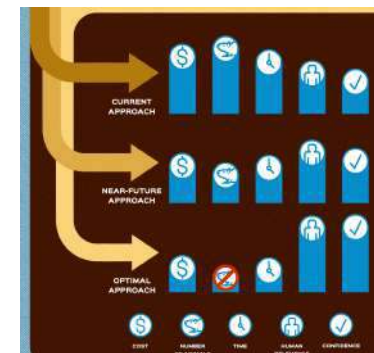 CURRENT
APPROACH
NEAR-FUTURE
APPROACH
OPTIMAL
APPROACH
COST
NUMBER
TIME
HUMAN
CONFIDENCE